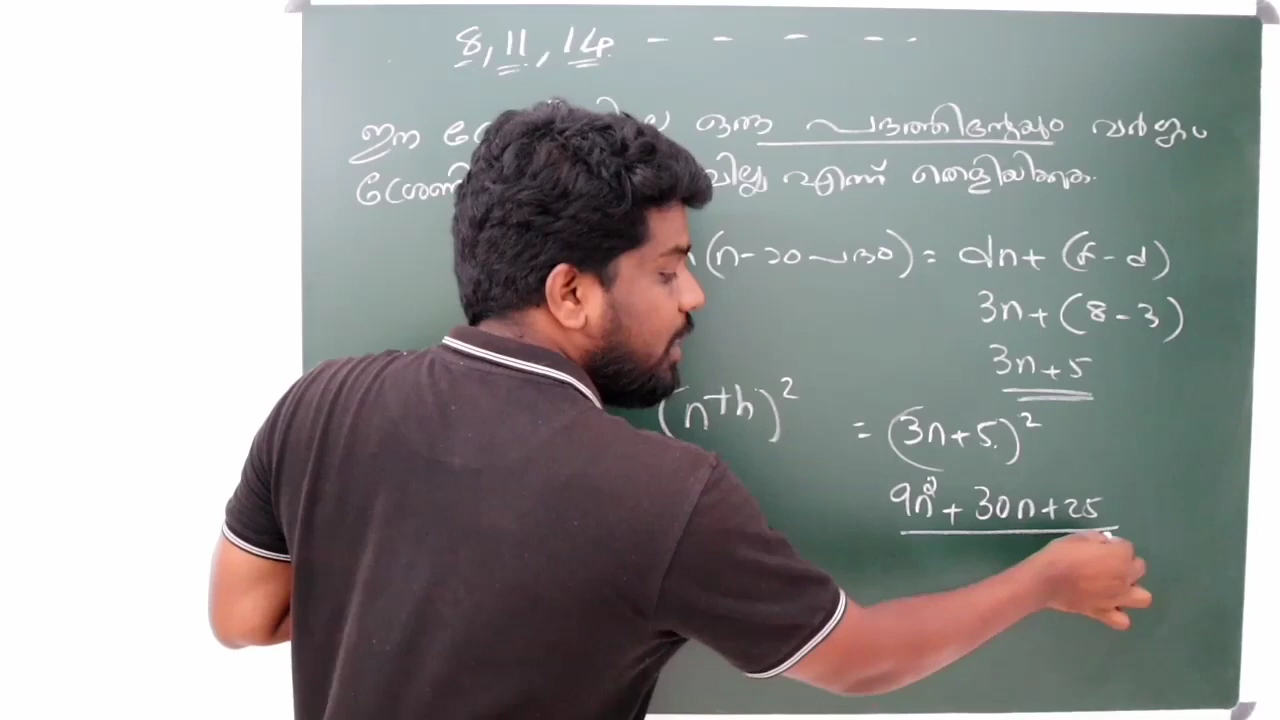 8, 11, 14 - - - - -
ഈ ഒരു പദത്തിന്റെയും വർഗ്ഗം
എന്ന് തെളിയിക്കുക.
(n-ാം പദം) = dn + (f - d)
3n + (8 - 3)
3n + 5
(n+h)² = (3n+5)²
9n² + 30n + 25